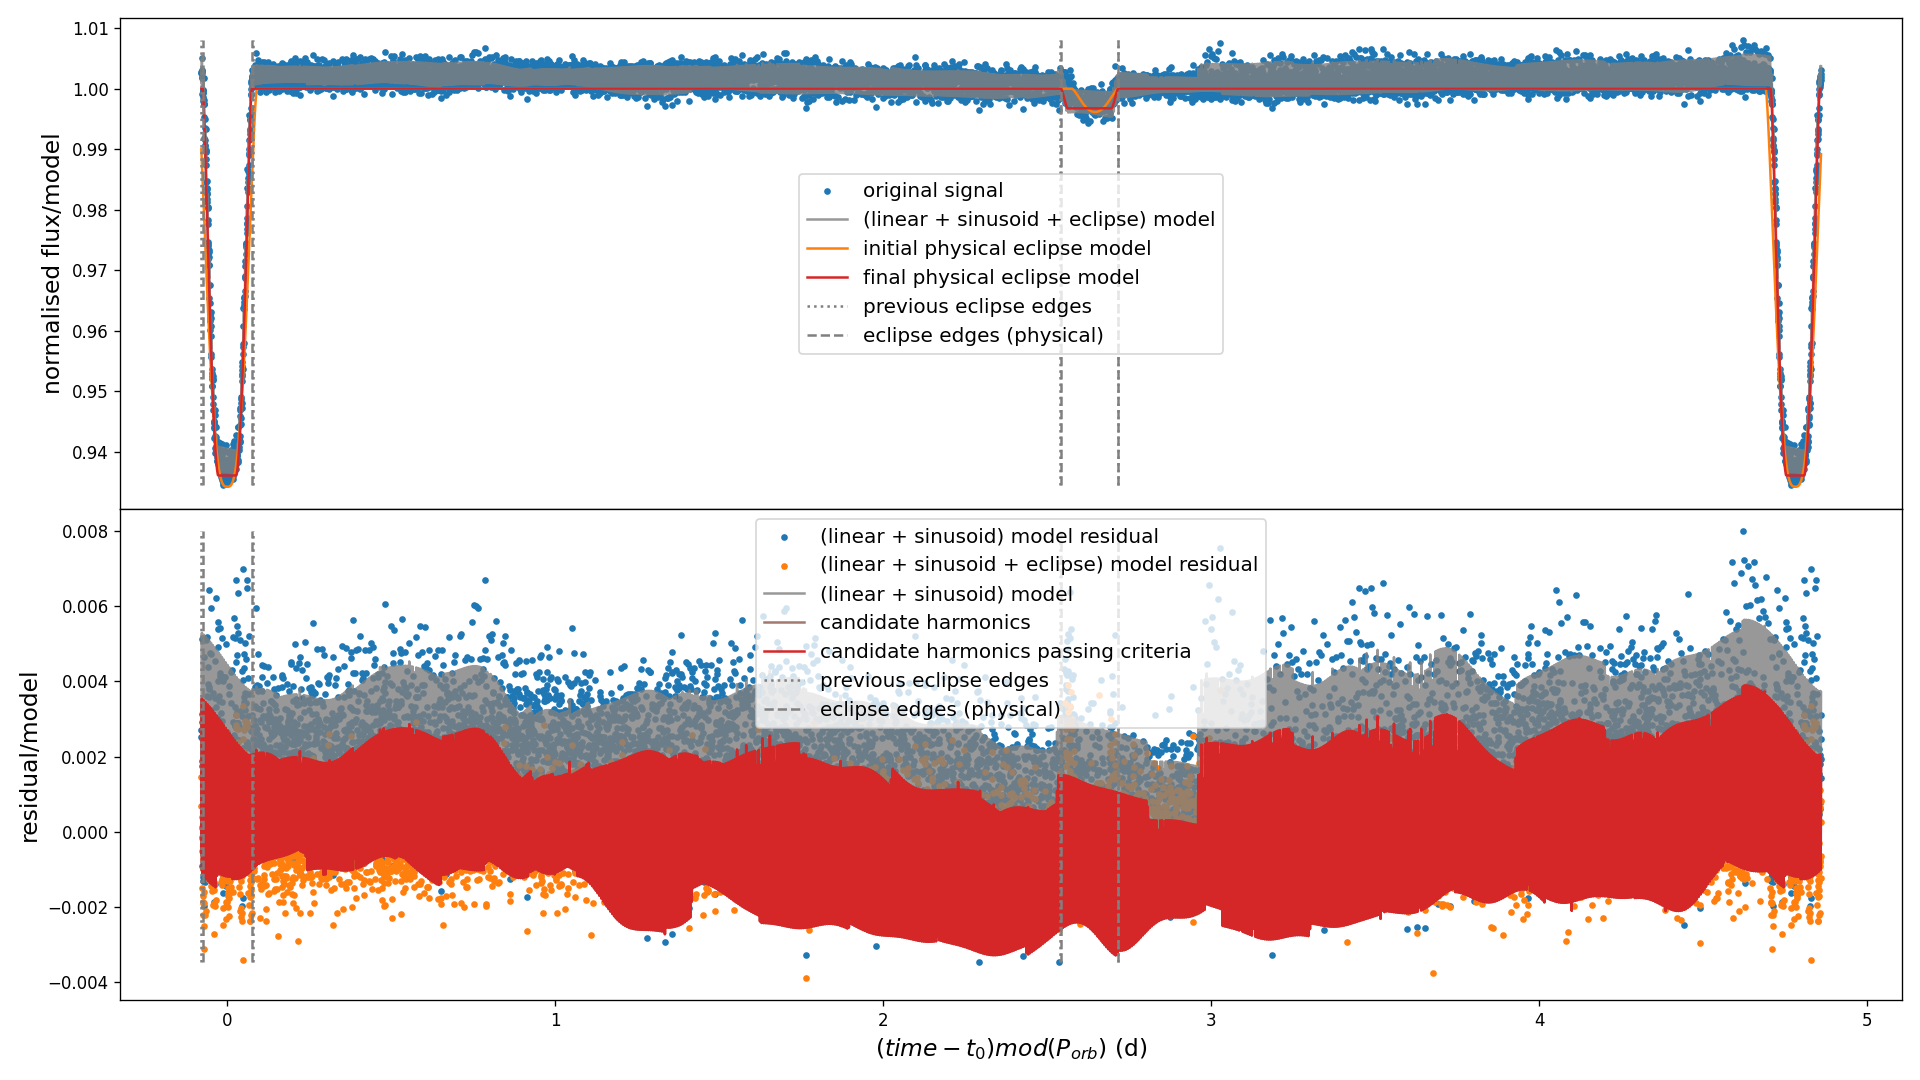 1.01
1.00
0.99
0.98
0.97
0.96
0.95
0.94
normalised flux/model
original signal
(linear + sinusoid + eclipse) model
initial physical eclipse model
final physical eclipse model
previous eclipse edges
eclipse edges (physical)
0.008
0.006
0.004
0.002
0.000
−0.002
−0.004
residual/model
(linear + sinusoid) model residual
(linear + sinusoid + eclipse) model residual
(linear + sinusoid) model
candidate harmonics
candidate harmonics passing criteria
previous eclipse edges
eclipse edges (physical)
0 1 2 3 4 5
(time − t₀)mod(Pₒᵣb) (d)